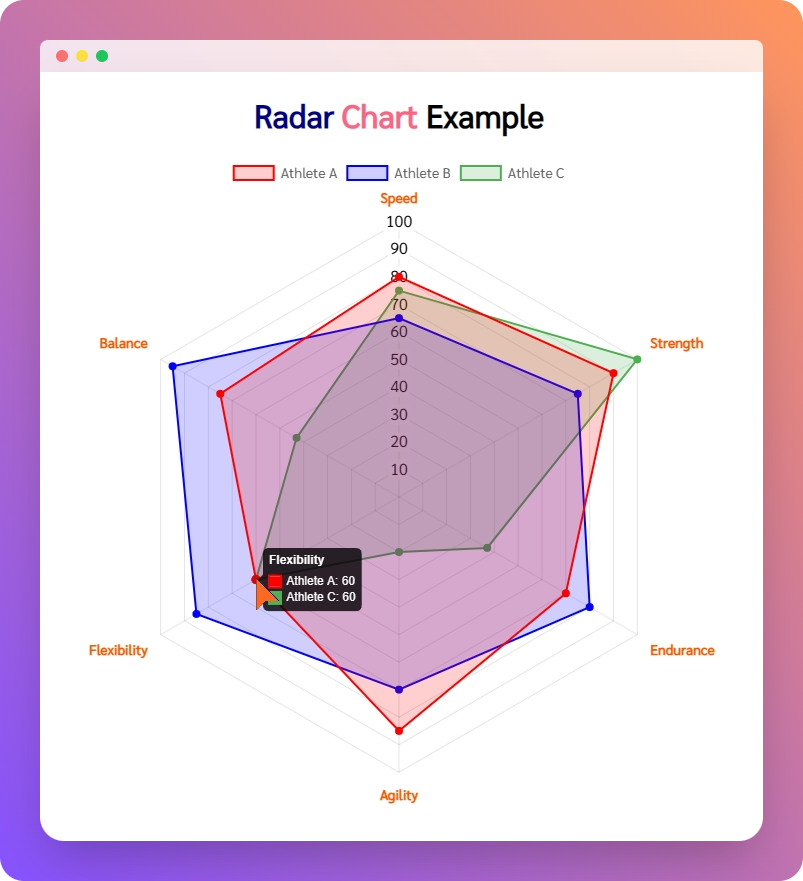 Radar Chart Example
Athlete A Athlete B Athlete C
Speed
100
90
80
70
60
50
40
30
20
10
Balance
Strength
Flexibility
Athlete A: 60
Athlete C: 60
Flexibility
Endurance
Agility